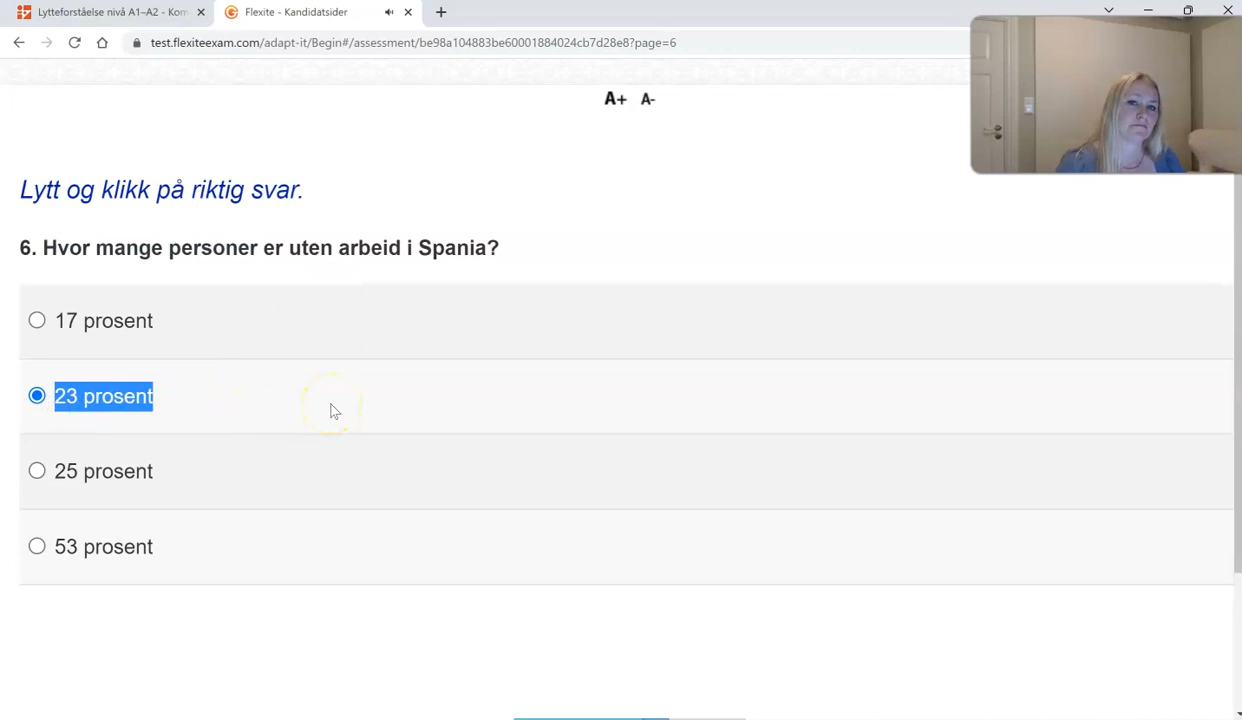 Lytteforståelse nivå A1–A2 - Kom
Flexite - Kandidatsider
test.flexiteexam.com/adapt-it/Begin#/assessment/be98a104883be60001884024cb7d28e8?page=6
A+ A-
Lytt og klikk på riktig svar.
6. Hvor mange personer er uten arbeid i Spania?
17 prosent
23 prosent
25 prosent
53 prosent